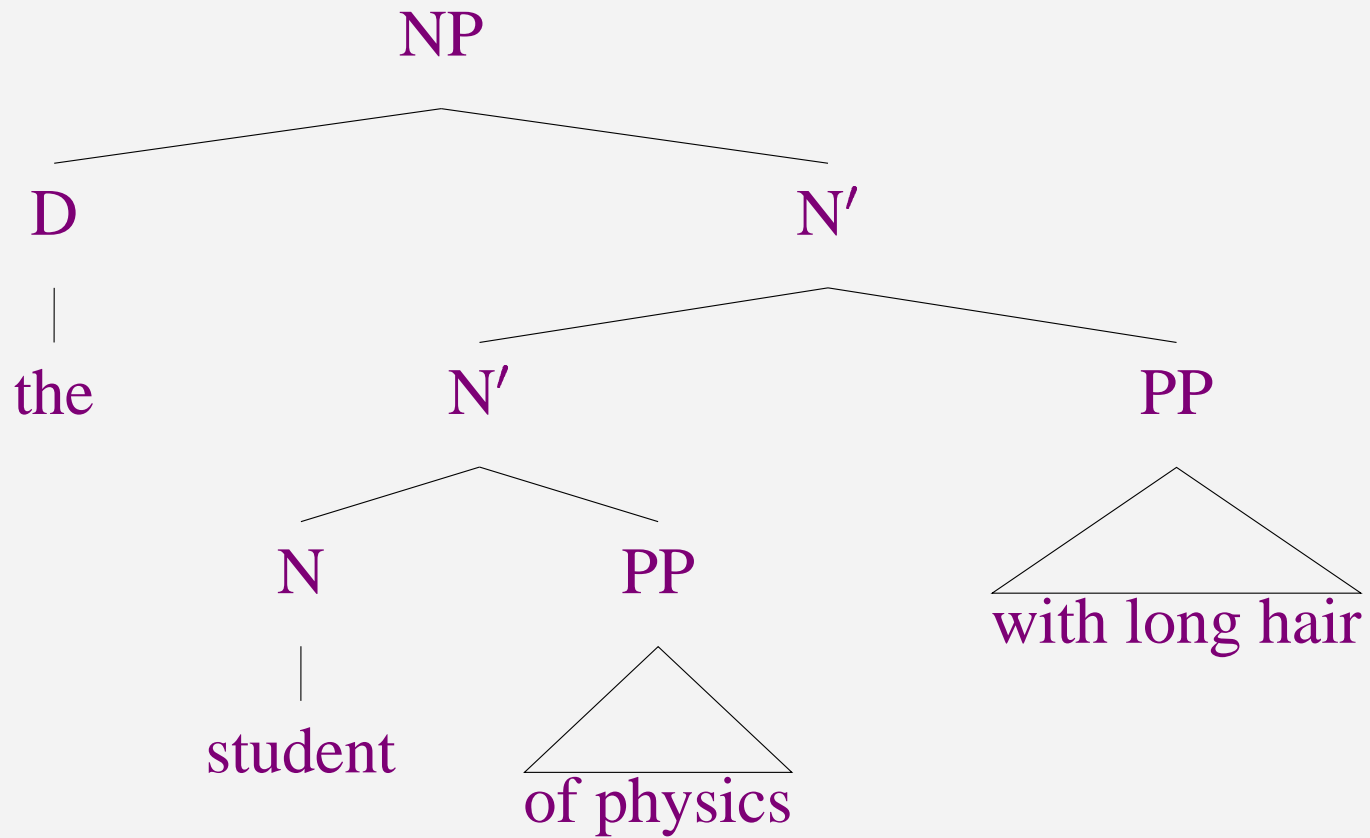 NP
D N′
the N′ PP
N PP with long hair
student of physics